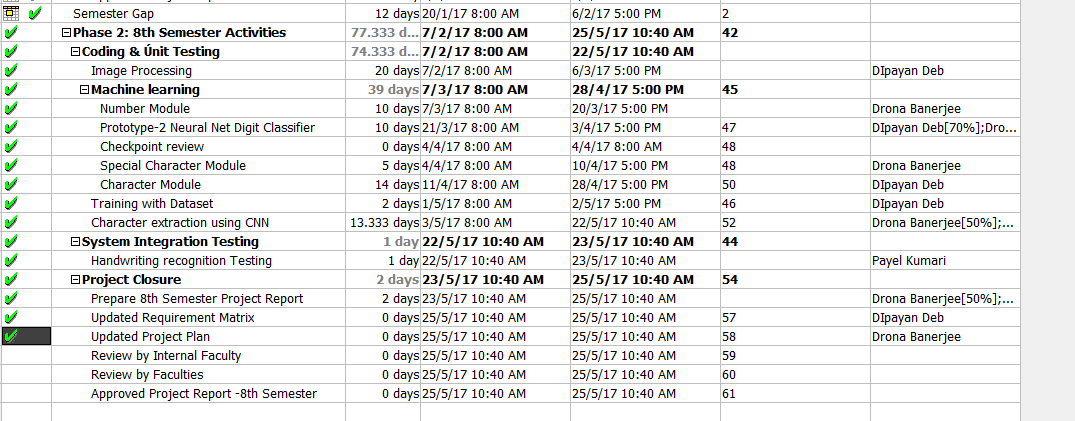 Semester Gap 12 days 20/1/17 8:00 AM 6/2/17 5:00 PM 2
Phase 2: 8th Semester Activities 77.333 d... 7/2/17 8:00 AM 25/5/17 10:40 AM 42
Coding & Únit Testing 74.333 d... 7/2/17 8:00 AM 22/5/17 10:40 AM
Image Processing 20 days 7/2/17 8:00 AM 6/3/17 5:00 PM DIpayan Deb
Machine learning 39 days 7/3/17 8:00 AM 28/4/17 5:00 PM 45
Number Module 10 days 7/3/17 8:00 AM 20/3/17 5:00 PM Drona Banerjee
Prototype-2 Neural Net Digit Classifier 10 days 21/3/17 8:00 AM 3/4/17 5:00 PM 47 DIpayan Deb[70%];Dro...
Checkpoint review 0 days 4/4/17 8:00 AM 4/4/17 8:00 AM 48
Special Character Module 5 days 4/4/17 8:00 AM 10/4/17 5:00 PM 48 Drona Banerjee
Character Module 14 days 11/4/17 8:00 AM 28/4/17 5:00 PM 50 DIpayan Deb
Training with Dataset 2 days 1/5/17 8:00 AM 2/5/17 5:00 PM 46 DIpayan Deb
Character extraction using CNN 13.333 days 3/5/17 8:00 AM 22/5/17 10:40 AM 52 Drona Banerjee[50%];...
System Integration Testing 1 day 22/5/17 10:40 AM 23/5/17 10:40 AM 44
Handwriting recognition Testing 1 day 22/5/17 10:40 AM 23/5/17 10:40 AM Payel Kumari
Project Closure 2 days 23/5/17 10:40 AM 25/5/17 10:40 AM 54
Prepare 8th Semester Project Report 2 days 23/5/17 10:40 AM 25/5/17 10:40 AM Drona Banerjee[50%];...
Updated Requirement Matrix 0 days 25/5/17 10:40 AM 25/5/17 10:40 AM 57 DIpayan Deb
Updated Project Plan 0 days 25/5/17 10:40 AM 25/5/17 10:40 AM 58 Drona Banerjee
Review by Internal Faculty 0 days 25/5/17 10:40 AM 25/5/17 10:40 AM 59
Review by Faculties 0 days 25/5/17 10:40 AM 25/5/17 10:40 AM 60
Approved Project Report -8th Semester 0 days 25/5/17 10:40 AM 25/5/17 10:40 AM 61